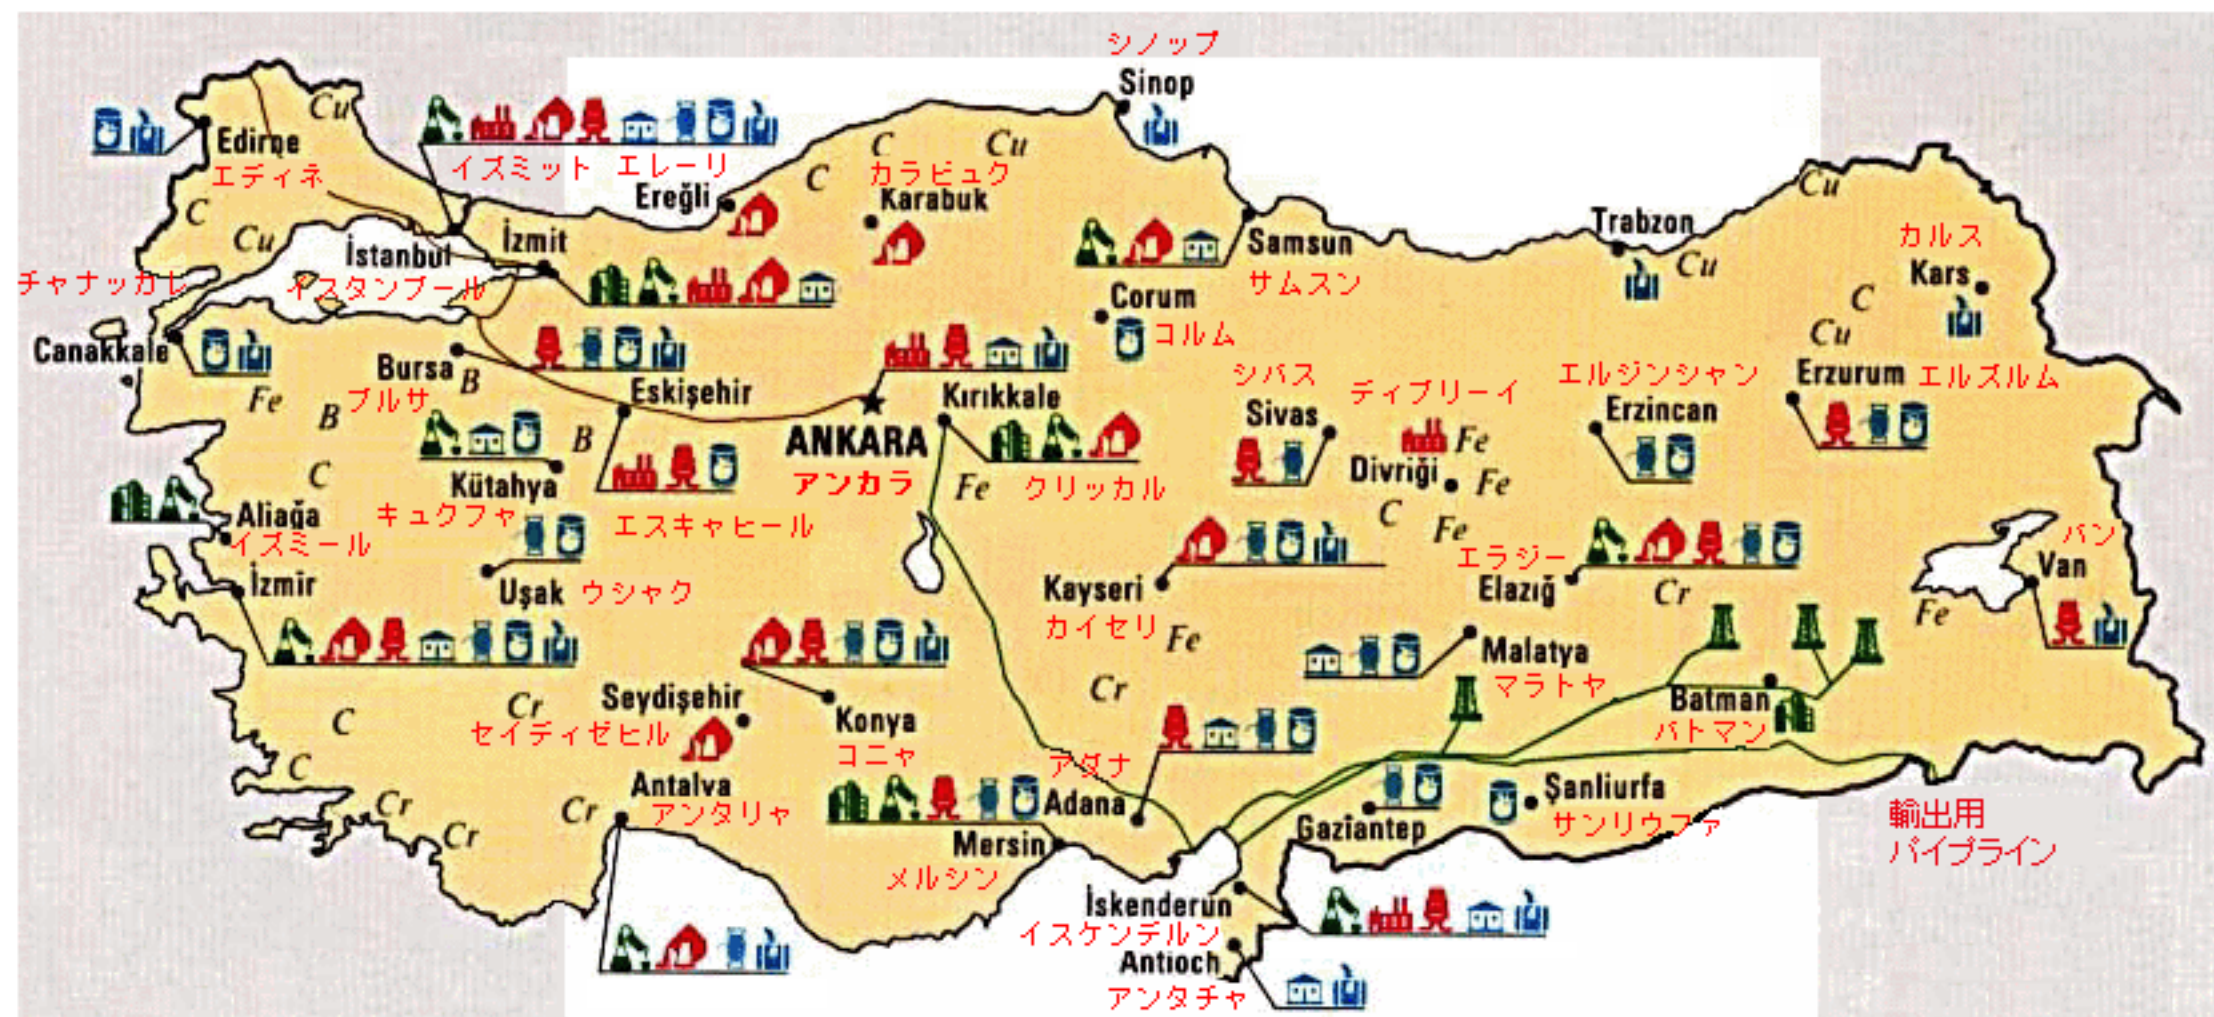 シノップ
Sinop
Cu
Edirne
エディネ
イズミット エレーリ
Ereğli
C
C
Cu
カラビュク
Karabuk
C
Cu
İstanbul
イスタンブール
İzmit
Samsun
サムスン
Trabzon
Cu
Cu
カルス
Kars
C
Cu
チャナッカレ
Canakkale
Fe
Bursa
ブルサ
B
B
B
Eskişehir
エスキャヒール
ANKARA
アンカラ
Kırıkkale
クリッカル
Fe
Corum
コルム
シバス
Sivas
ディブリーイ
Divriği
Fe
Fe
C
Fe
エルジンシャン
Erzincan
Erzurum エルズルム
C
Kütahya
キュクフャ
Aliağa
イズミール
İzmir
Uşak ウシャク
Kayseri
カイセリ
Fe
Cr
エラジー
Elazığ
Cr
Malatya
マラトヤ
バン
Van
Fe
Batman
バトマン
C
C
Cr
Cr
Cr
Cr
Seydişehir
セイディゼヒル
Konya
コニャ
Antalva
アンタリャ
アダナ
Adana
Mersin
メルシン
Gaziantep
Şanliurfa
サンリウファ
輸出用
パイプライン
İskenderun
イスケンデルン
Antioch
アンタチャ